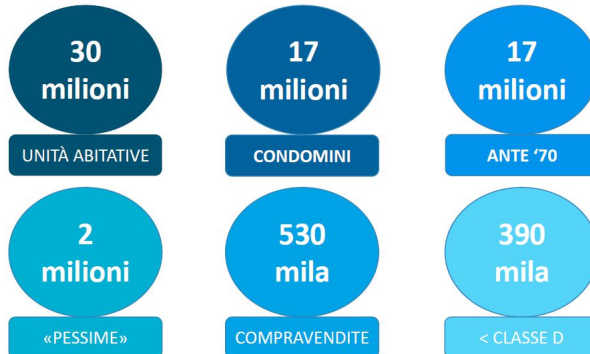 30
milioni
UNITÀ ABITATIVE
17
milioni
CONDOMINI
17
milioni
ANTE ‘70
2
milioni
«PESSIME»
530
mila
COMPRAVENDITE
390
mila
< CLASSE D